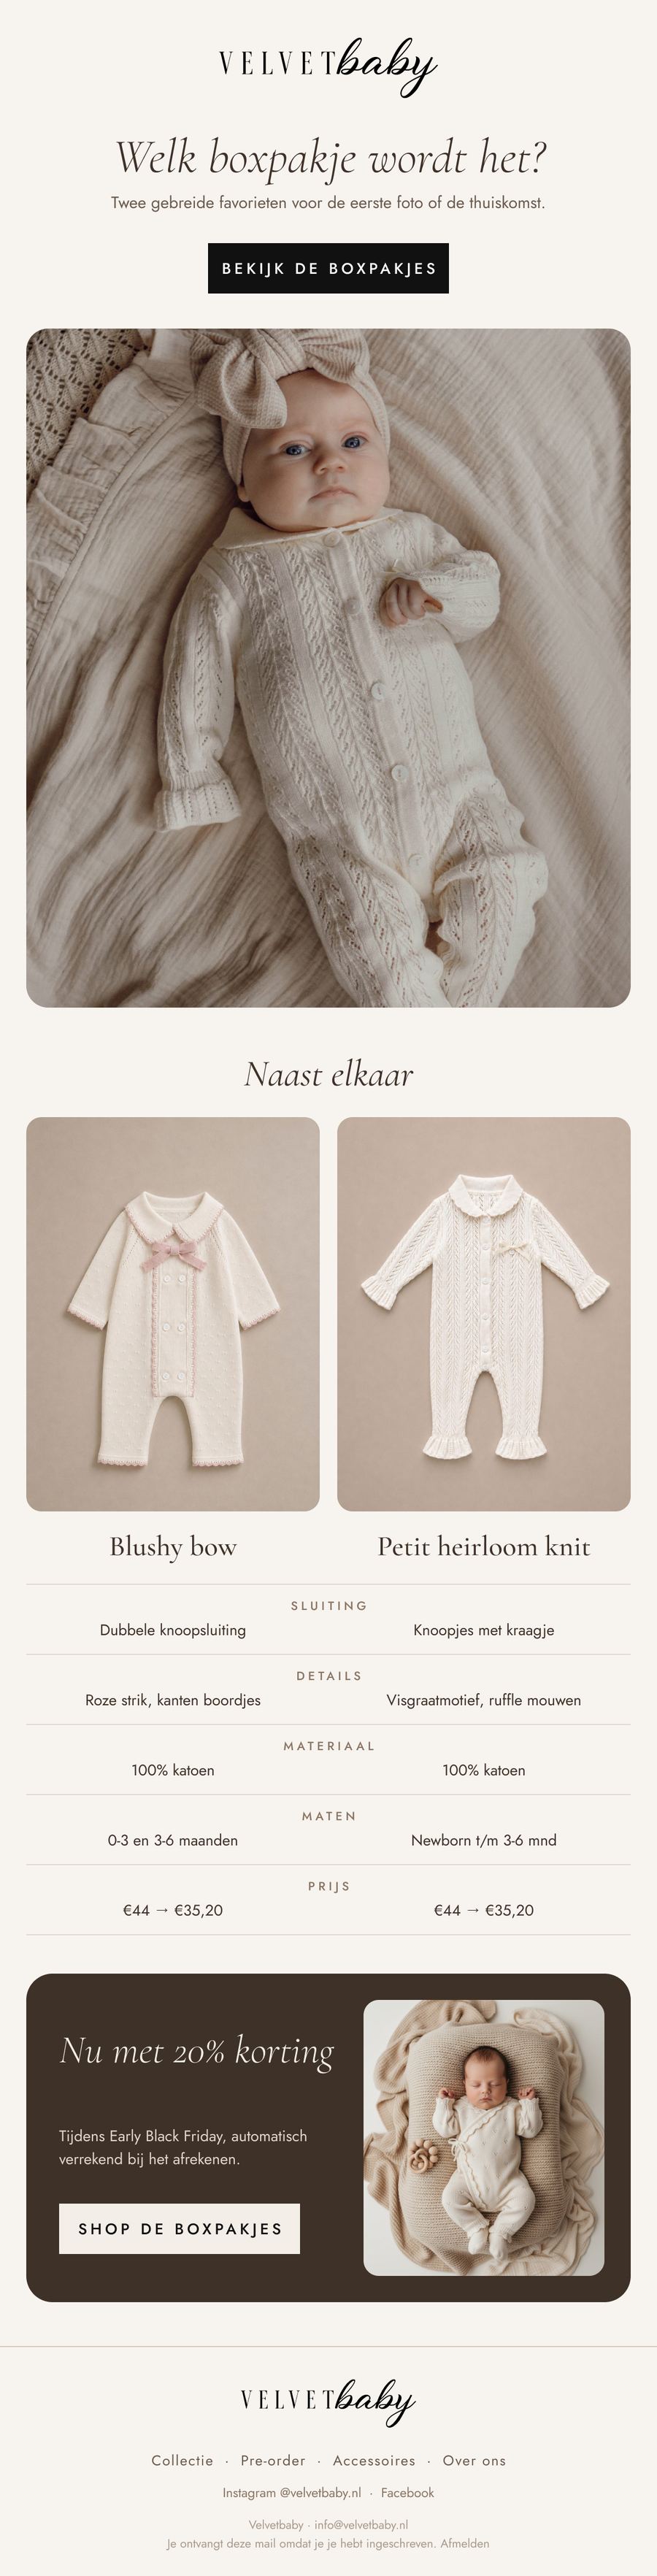 VELVETbaby
Welk boxpakje wordt het?
Twee gebreide favorieten voor de eerste foto of de thuiskomst.
BEKIJK DE BOXPAKJES
Naast elkaar
Blushy bow
Petit heirloom knit
SLUITING
Dubbele knoopsluiting
Knoopjes met kraagje
DETAILS
Roze strik, kanten boordjes
Visgraatmotief, ruffle mouwen
MATERIAAL
100% katoen
100% katoen
MATEN
0-3 en 3-6 maanden
Newborn t/m 3-6 mnd
PRIJS
€44 → €35,20
€44 → €35,20
Nu met 20% korting
Tijdens Early Black Friday, automatisch
verrekend bij het afrekenen.
SHOP DE BOXPAKJES
VELVETbaby
Collectie · Pre-order · Accessoires · Over ons
Instagram @velvetbaby.nl · Facebook
Velvetbaby · info@velvetbaby.nl
Je ontvangt deze mail omdat je je hebt ingeschreven. Afmelden